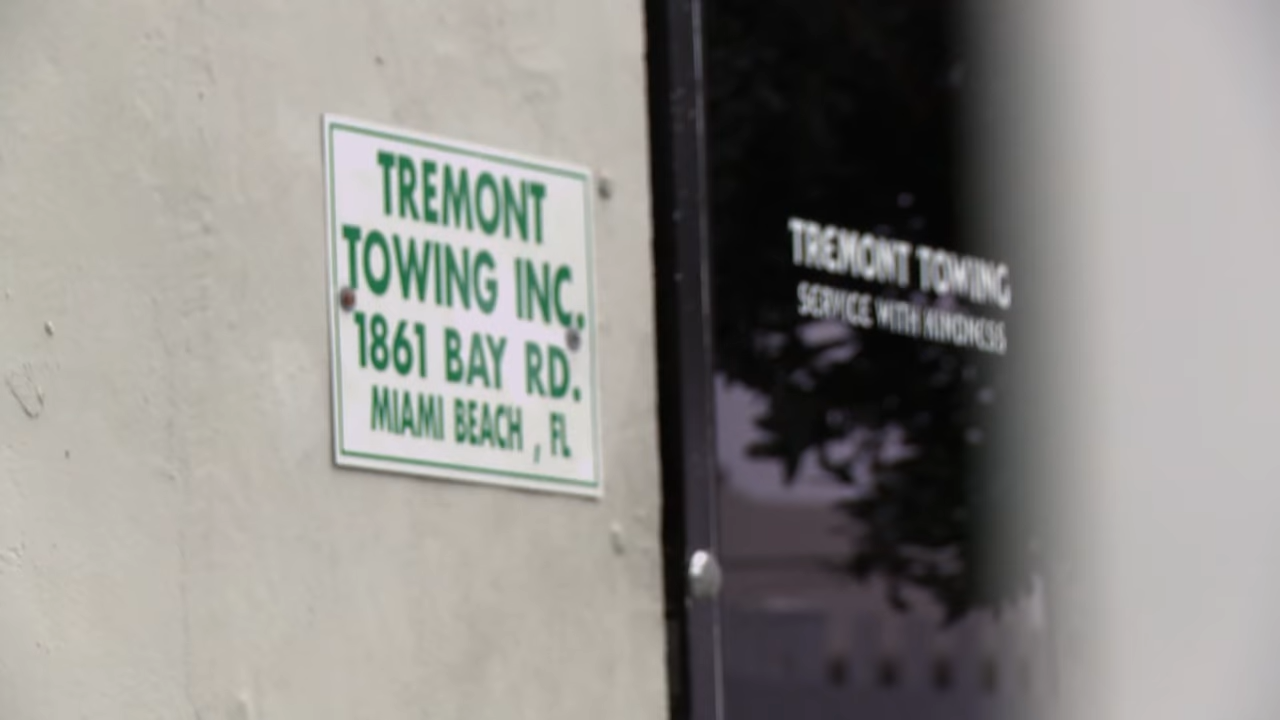 TREMONT
TOWING INC.
1861 BAY RD.
MIAMI BEACH, FL
TREMONT TOWING
SERVICE WITH KINDNESS